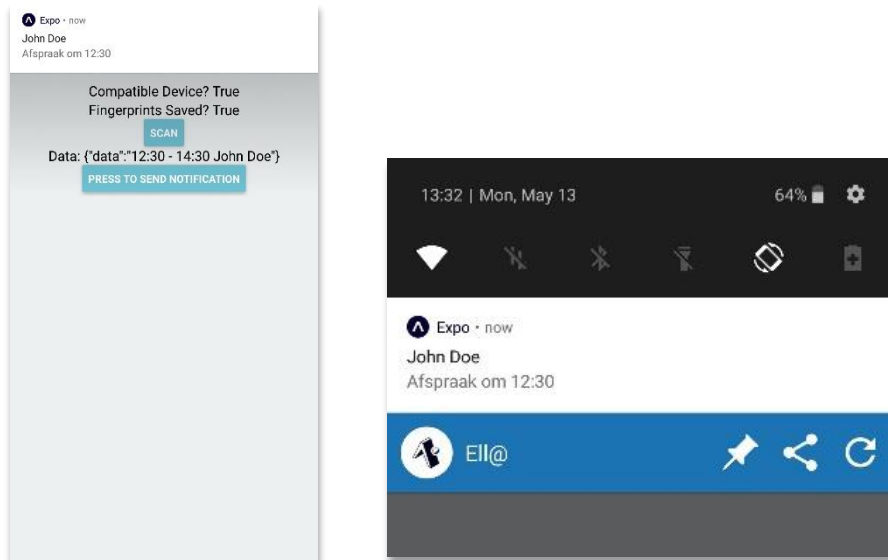 Expo • now
John Doe
Afspraak om 12:30
Compatible Device? True
Fingerprints Saved? True
SCAN
Data: {"data":"12:30 - 14:30 John Doe"}
PRESS TO SEND NOTIFICATION
13:32 | Mon, May 13 64%
Expo • now
John Doe
Afspraak om 12:30
Ell@